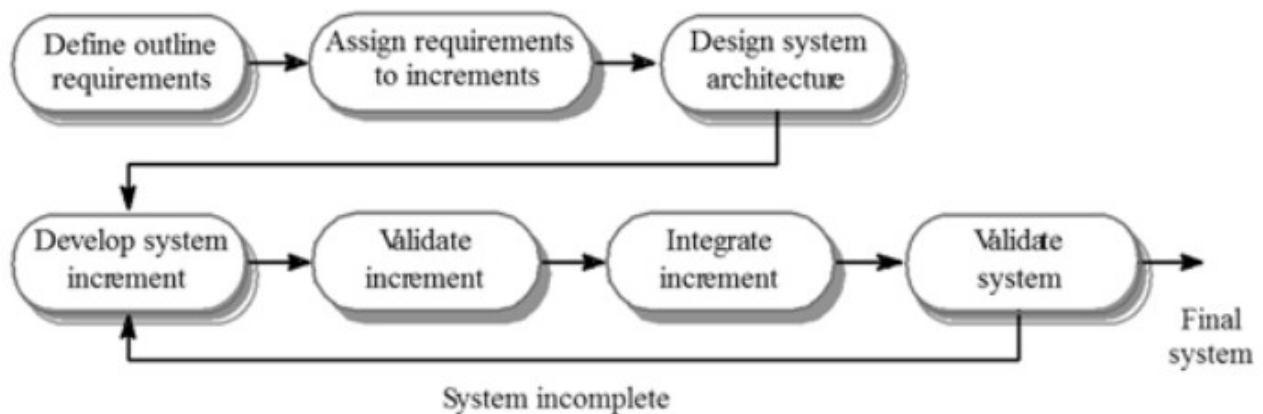 Define outline
requirements
Assign requirements
to increments
Design system
architecture
Develop system
increment
Validate
increment
Integrate
increment
Validate
system
Final
system
System incomplete